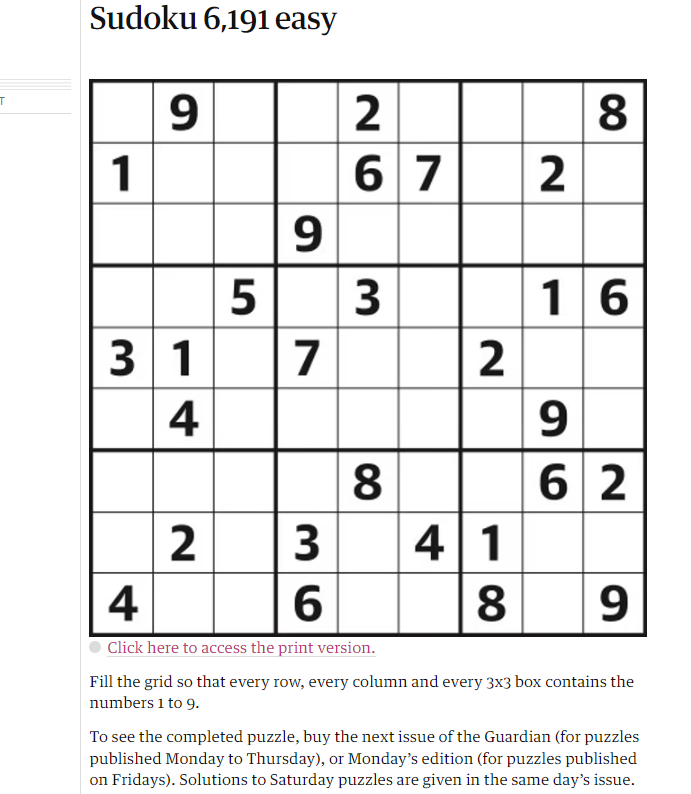 Sudoku 6,191 easy
T
9 2 8
1 6 7 2
9
5 3 1 6
3 1 7 2
4 9
8 6 2
2 3 4 1
4 6 8 9
Click here to access the print version.
Fill the grid so that every row, every column and every 3x3 box contains the
numbers 1 to 9.
To see the completed puzzle, buy the next issue of the Guardian (for puzzles
published Monday to Thursday), or Monday’s edition (for puzzles published
on Fridays). Solutions to Saturday puzzles are given in the same day’s issue.